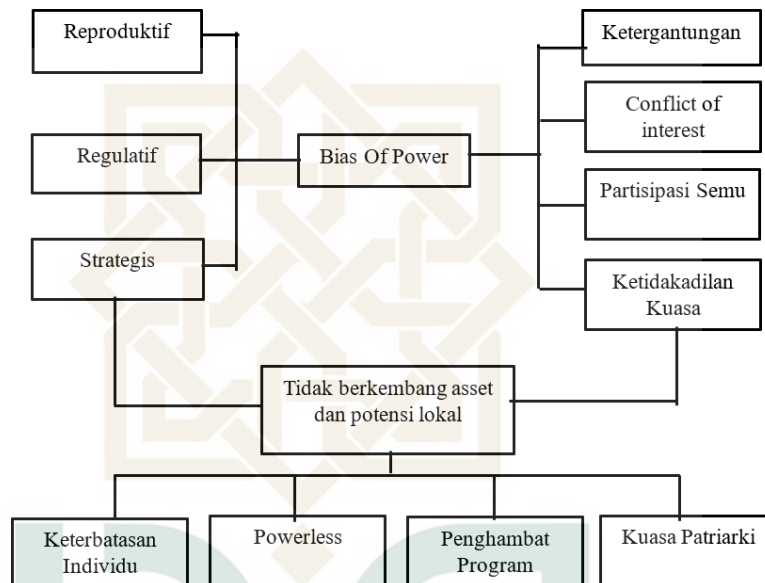 Reproduktif
Ketergantungan
Conflict of
interest
Regulatif
Bias Of Power
Partisipasi Semu
Strategis
Ketidakadilan
Kuasa
Tidak berkembang asset
dan potensi lokal
Keterbatasan
Individu
Powerless
Penghambat
Program
Kuasa Patriarki